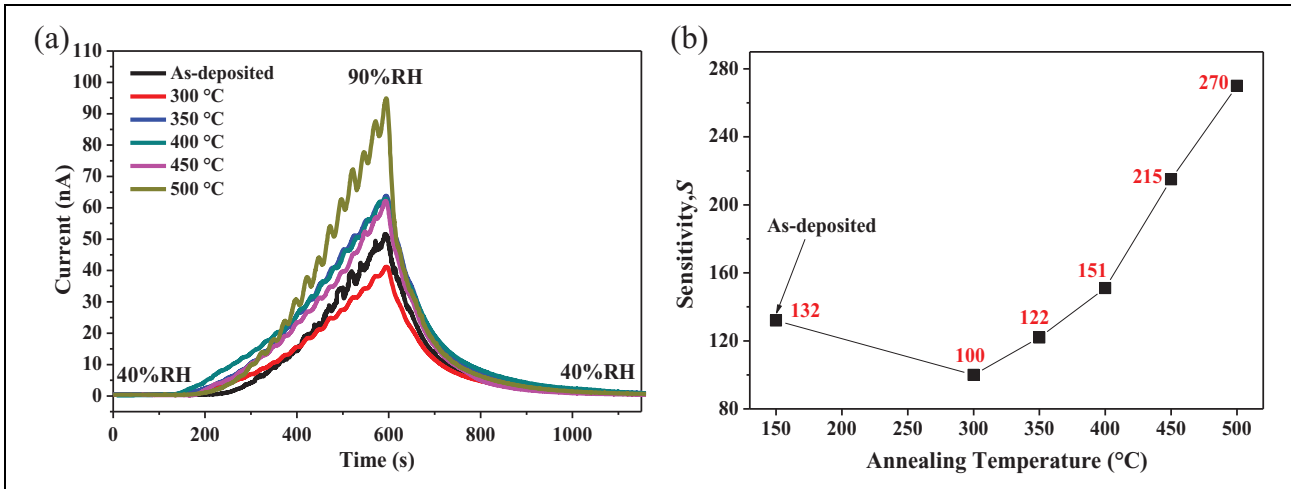 (a)
110
100
90
80
70
60
50
40
30
20
10
0
Current (nA)
As-deposited
300 °C
350 °C
400 °C
450 °C
500 °C
90%RH
40%RH
40%RH
0
200
400
600
800
1000
Time (s)
(b)
280
240
200
160
120
80
Sensitivity,S
As-deposited
132
100
122
151
215
270
150
200
250
300
350
400
450
500
Annealing Temperature (°C)